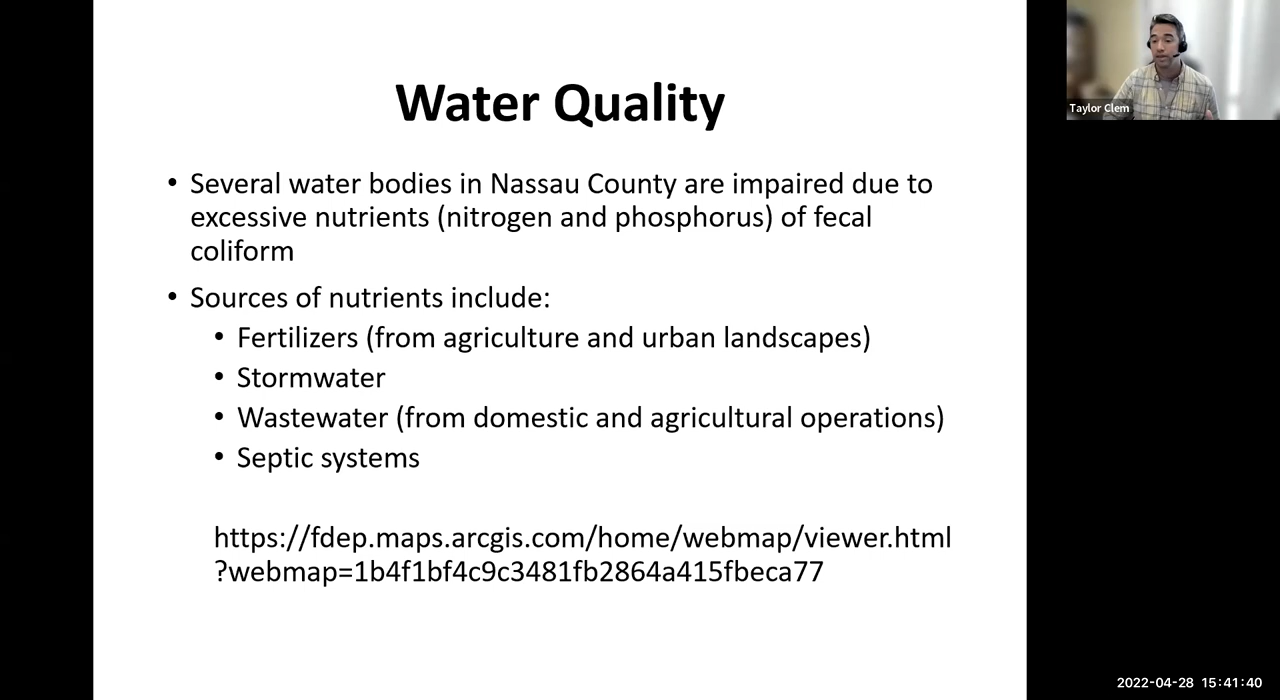 Water Quality
• Several water bodies in Nassau County are impaired due to
excessive nutrients (nitrogen and phosphorus) of fecal
coliform
• Sources of nutrients include:
• Fertilizers (from agriculture and urban landscapes)
• Stormwater
• Wastewater (from domestic and agricultural operations)
• Septic systems
https://fdep.maps.arcgis.com/home/webmap/viewer.html
?webmap=1b4f1bf4c9c3481fb2864a415fbeca77
Taylor Clem
2022-04-28 15:41:40